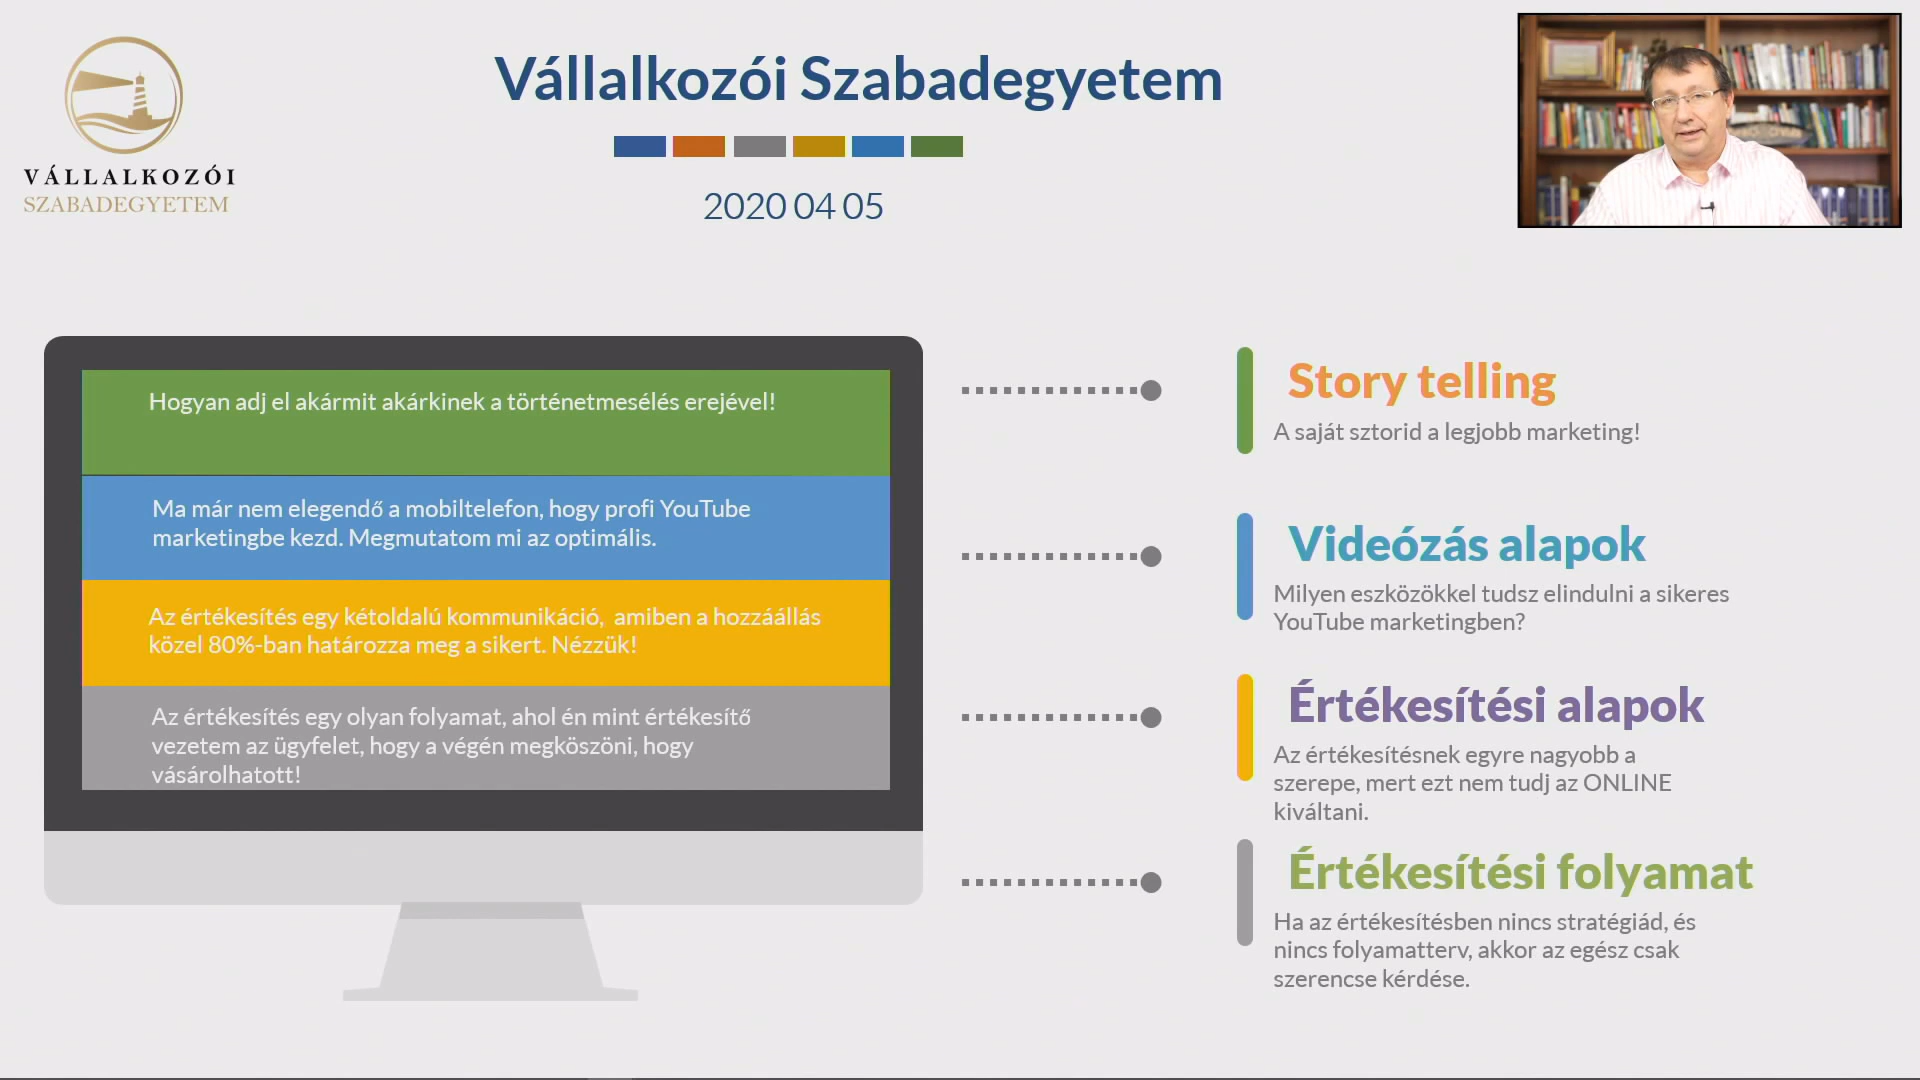 VÁLLALKOZÓI
SZABADEGYETEM
Vállalkozói Szabadegyetem
2020 04 05
Hogyan adj el akármit akárkinek a történetmesélés erejével!
Ma már nem elegendő a mobiltelefon, hogy profi YouTube
marketingbe kezd. Megmutatom mi az optimális.
Az értékesítés egy kétoldalú kommunikáció, amiben a hozzáállás
közel 80%-ban határozza meg a sikert. Nézzük!
Az értékesítés egy olyan folyamat, ahol én mint értékesítő
vezetem az ügyfelet, hogy a végén megköszöni, hogy
vásárolhatott!
Story telling
A saját sztorid a legjobb marketing!
Videózás alapok
Milyen eszközökkel tudsz elindulni a sikeres
YouTube marketingben?
Értékesítési alapok
Az értékesítésnek egyre nagyobb a
szerepe, mert ezt nem tudj az ONLINE
kiváltani.
Értékesítési folyamat
Ha az értékesítésben nincs stratégiád, és
nincs folyamatterv, akkor az egész csak
szerencse kérdése.